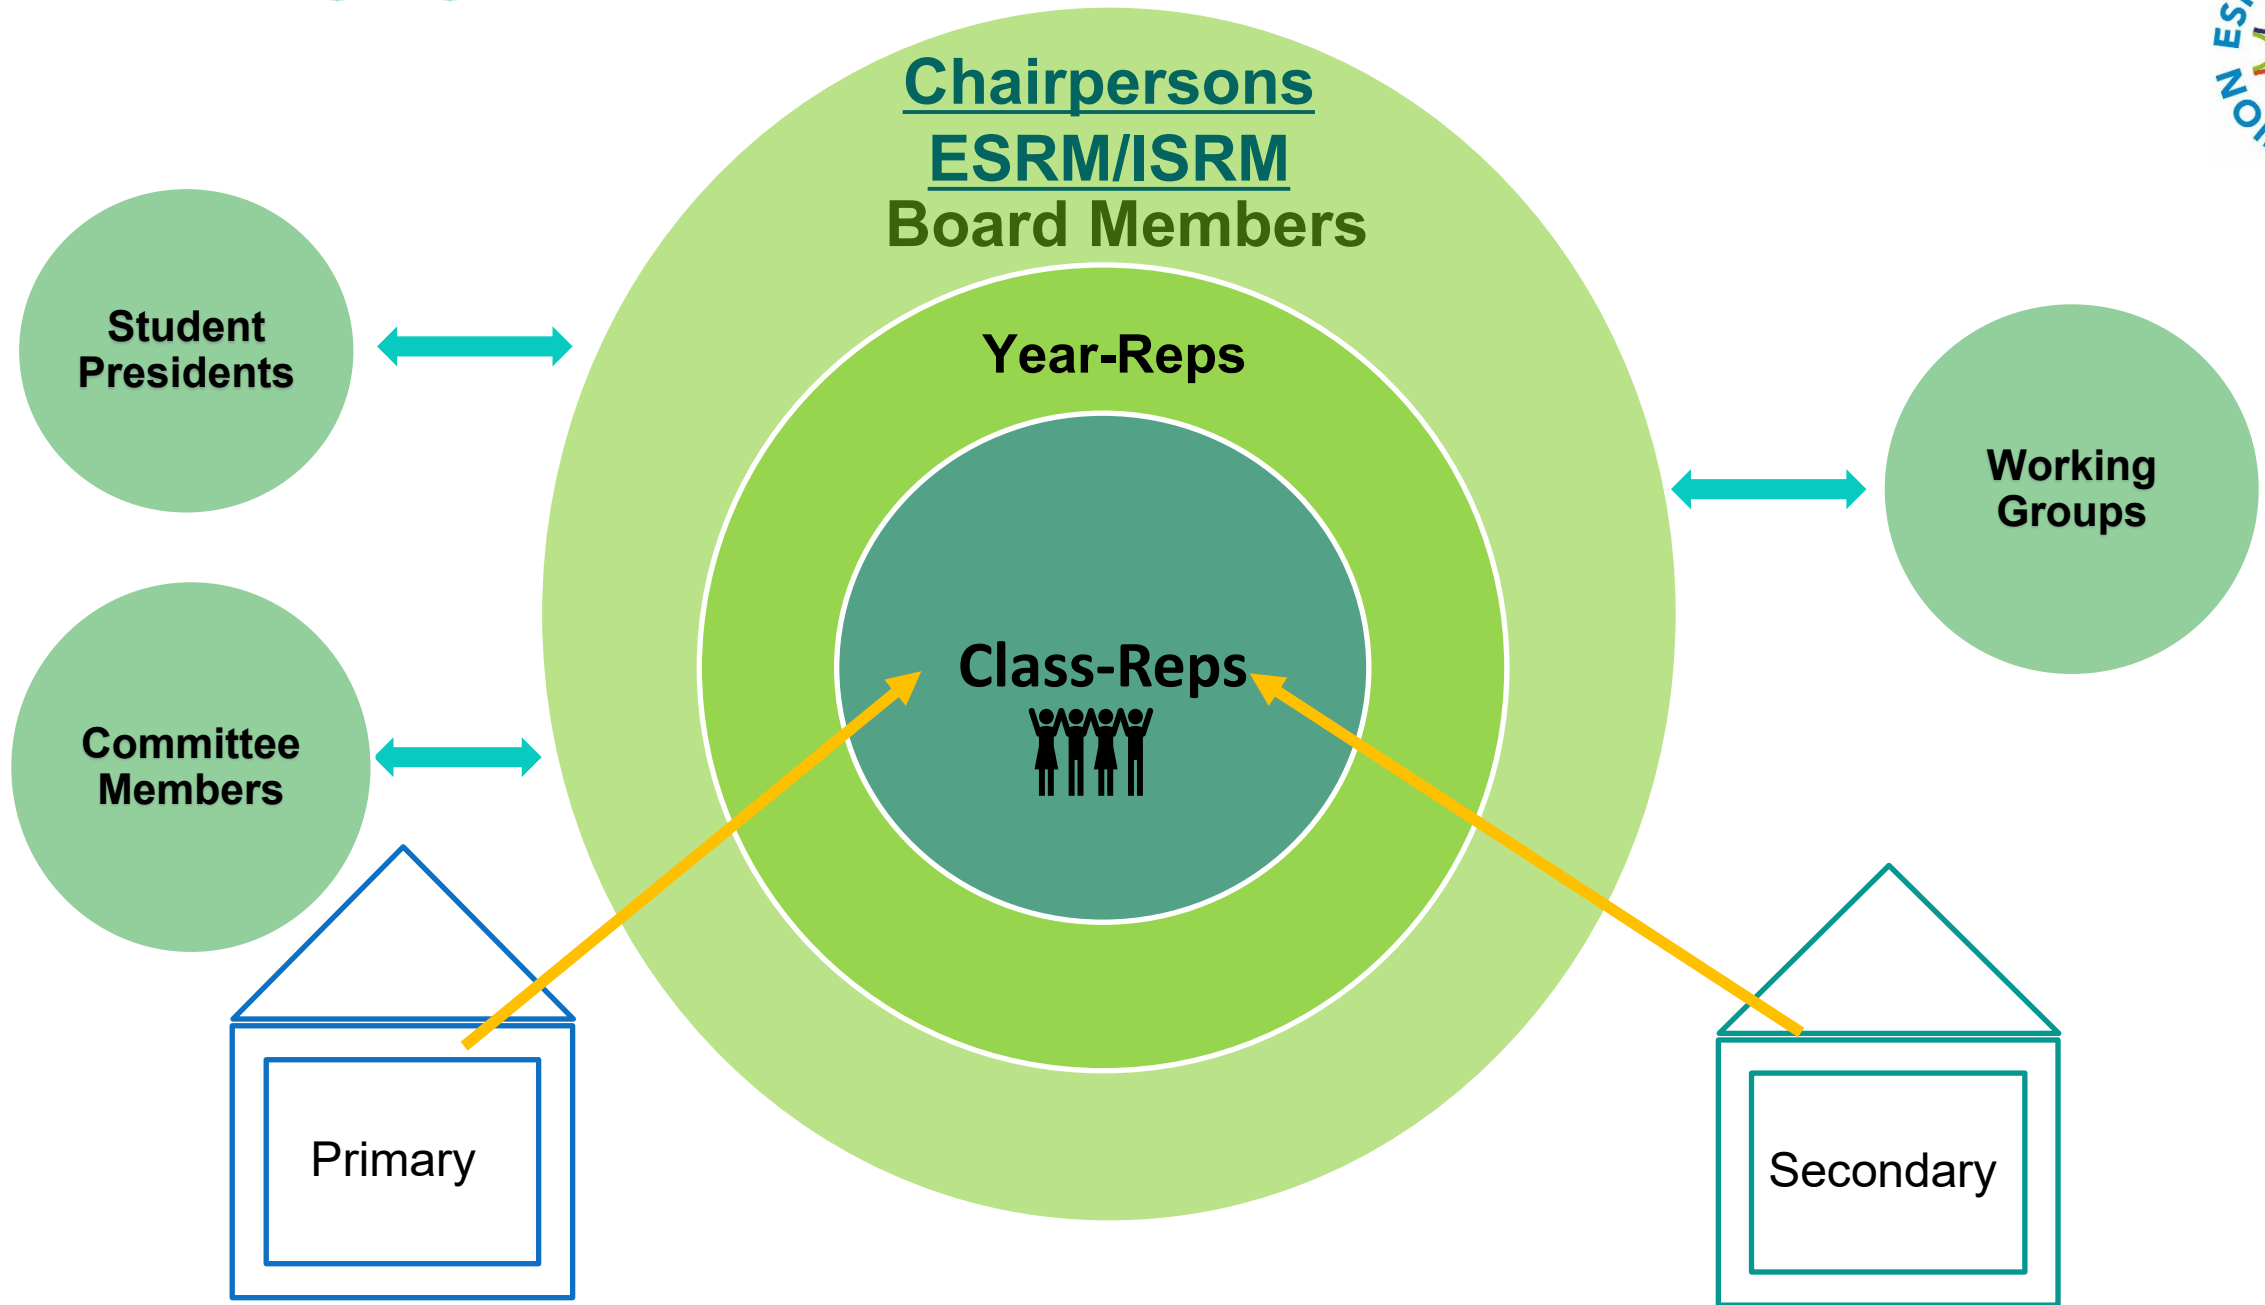 Chairpersons
ESRM/ISRM
Board Members
Year-Reps
Student
Presidents
Working
Groups
Class-Reps
Committee
Members
Primary
Secondary